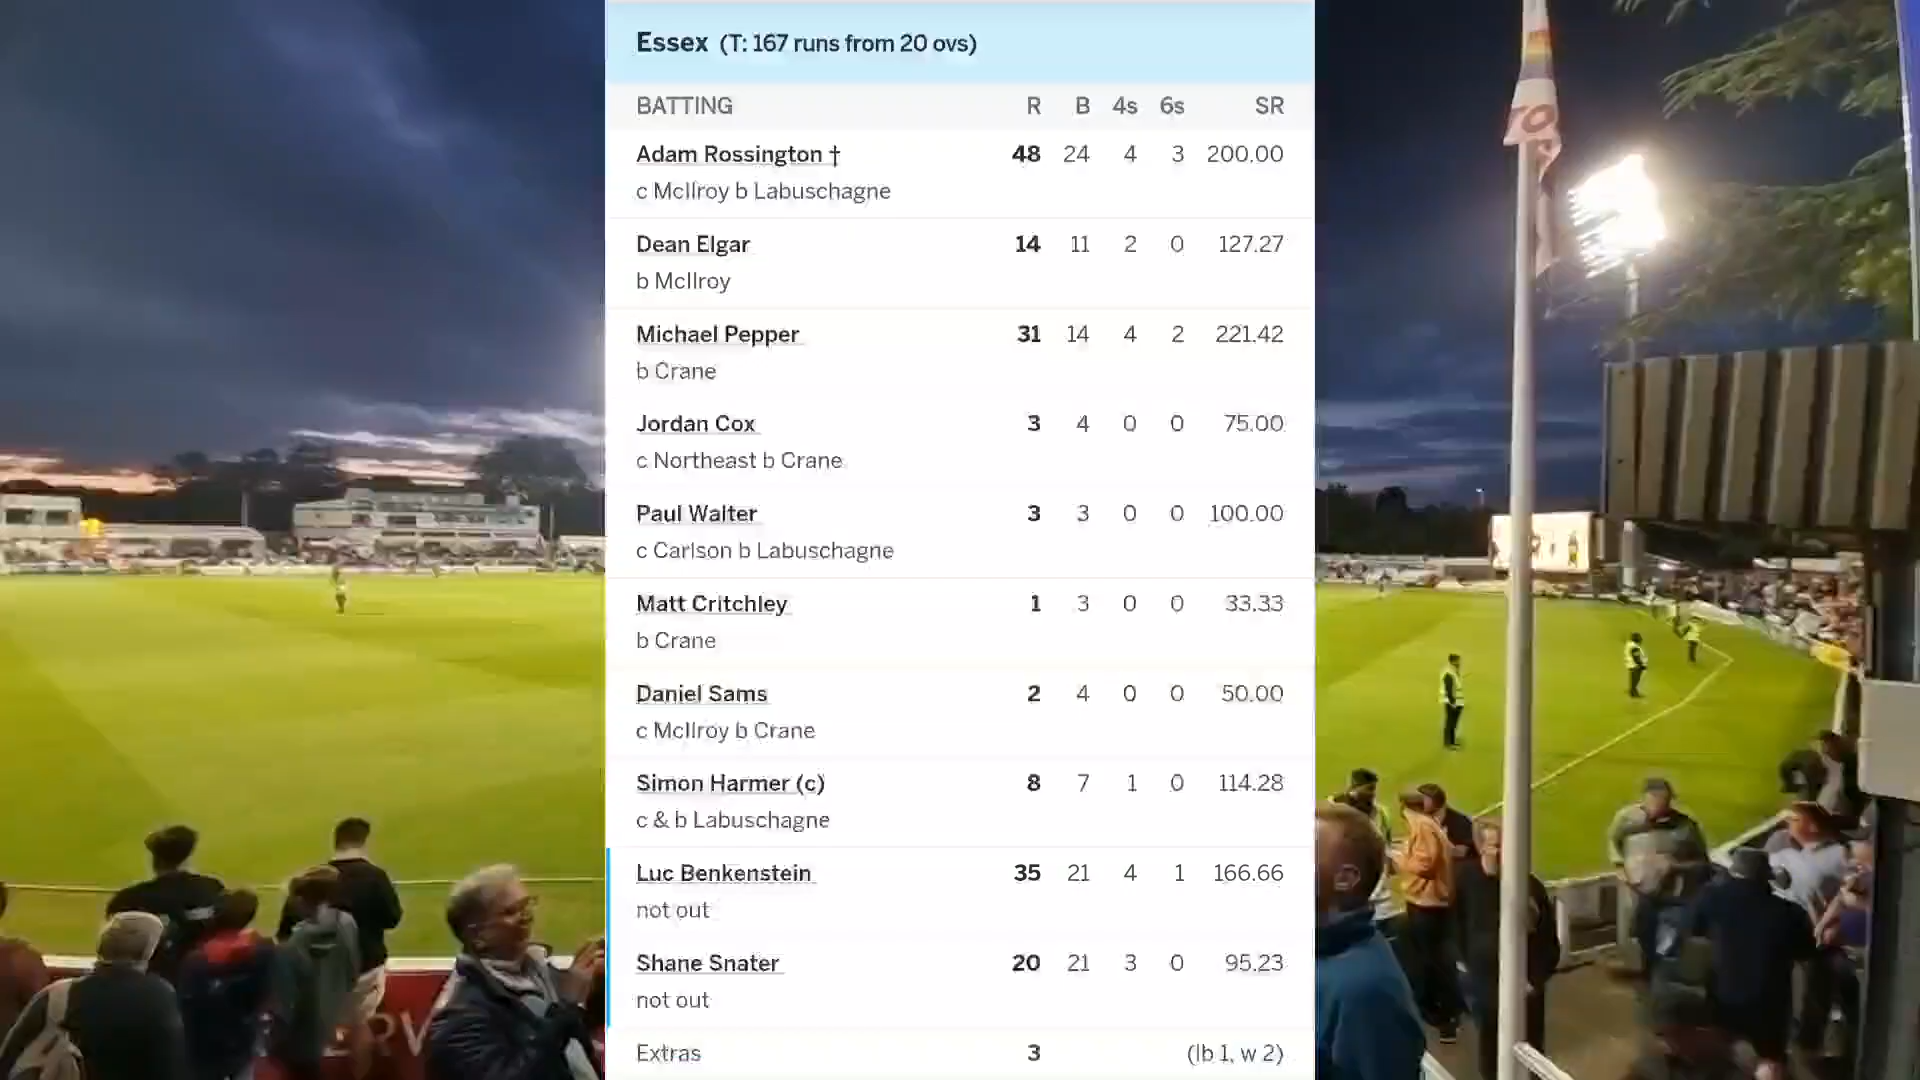 Essex (T: 167 runs from 20 ovs)
BATTING R B 4s 6s SR
Adam Rossington † 48 24 4 3 200.00
c McIlroy b Labuschagne
Dean Elgar 14 11 2 0 127.27
b McIlroy
Michael Pepper 31 14 4 2 221.42
b Crane
Jordan Cox 3 4 0 0 75.00
c Northeast b Crane
Paul Walter 3 3 0 0 100.00
c Carlson b Labuschagne
Matt Critchley 1 3 0 0 33.33
b Crane
Daniel Sams 2 4 0 0 50.00
c McIlroy b Crane
Simon Harmer (c) 8 7 1 0 114.28
c & b Labuschagne
Luc Benkenstein 35 21 4 1 166.66
not out
Shane Snater 20 21 3 0 95.23
not out
Extras 3 (lb 1, w 2)